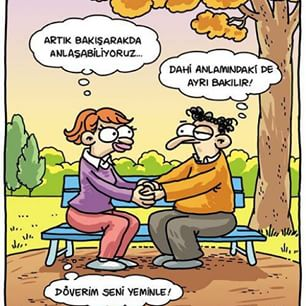 ARTIK BAKIŞARAKDA
ANLAŞABİLİYORUZ...
DAHİ ANLAMINDAKİ DE
AYRI BAKILIR!
DÖVERİM SENİ YEMİNLE!